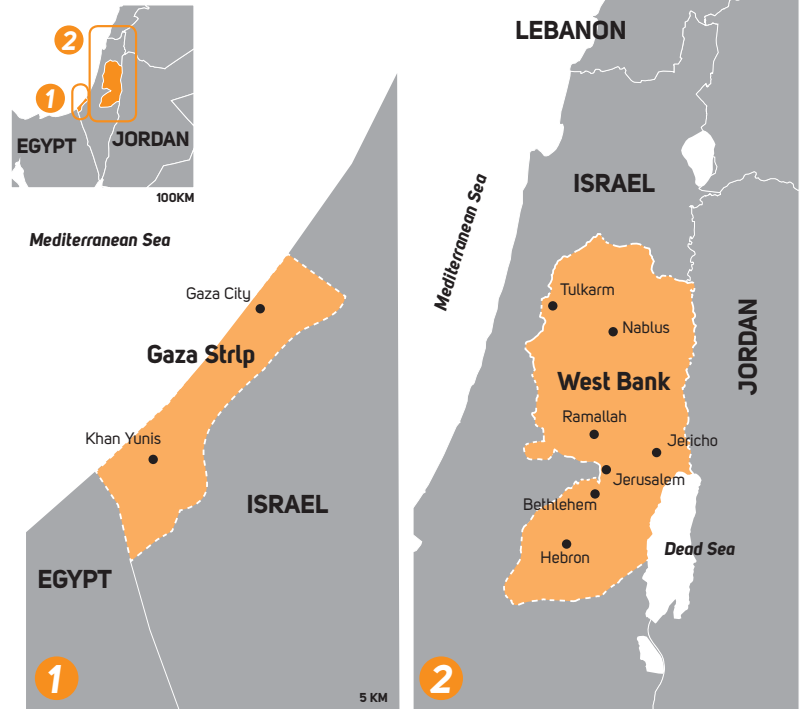 2
1
EGYPT
JORDAN
100KM
Mediterranean Sea
Gaza City
Gaza Strlp
Khan Yunis
ISRAEL
EGYPT
1
5 KM
LEBANON
ISRAEL
Mediterranean Sea
Tulkarm
Nablus
JORDAN
West Bank
Ramallah
Jericho
Jerusalem
Bethlehem
Dead Sea
Hebron
2